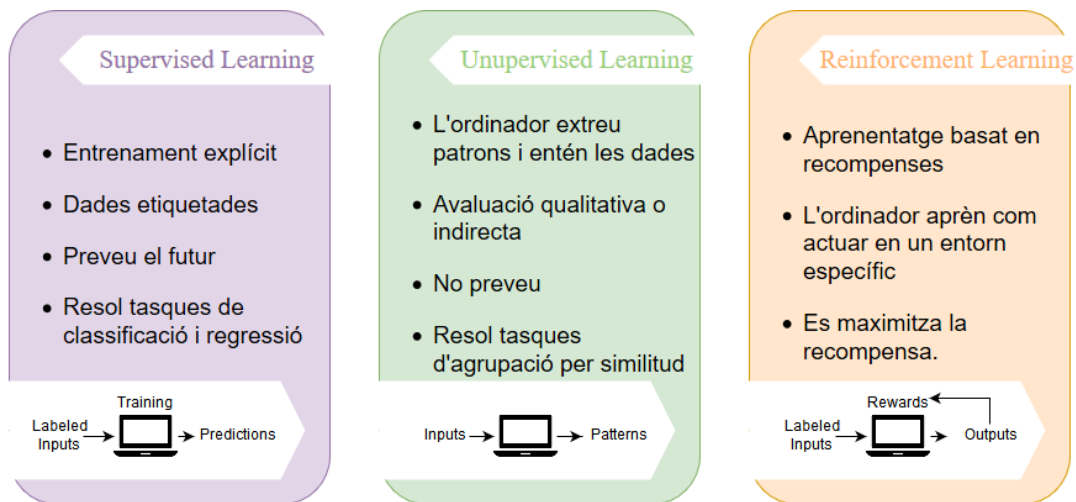 Supervised Learning
• Entrenament explícit
• Dades etiquetades
• Preveu el futur
• Resol tasques de
classificació i regressió
Training
Labeled
Inputs
Predictions
Unupervised Learning
• L'ordinador extreu
patrons i entén les dades
• Avaluació qualitativa o
indirecta
• No preveu
• Resol tasques
d'agrupació per similitud
Inputs
Patterns
Reinforcement Learning
• Aprenentatge basat en
recompenses
• L'ordinador aprèn com
actuar en un entorn
específic
• Es maximitza la
recompensa.
Rewards
Labeled
Inputs
Outputs